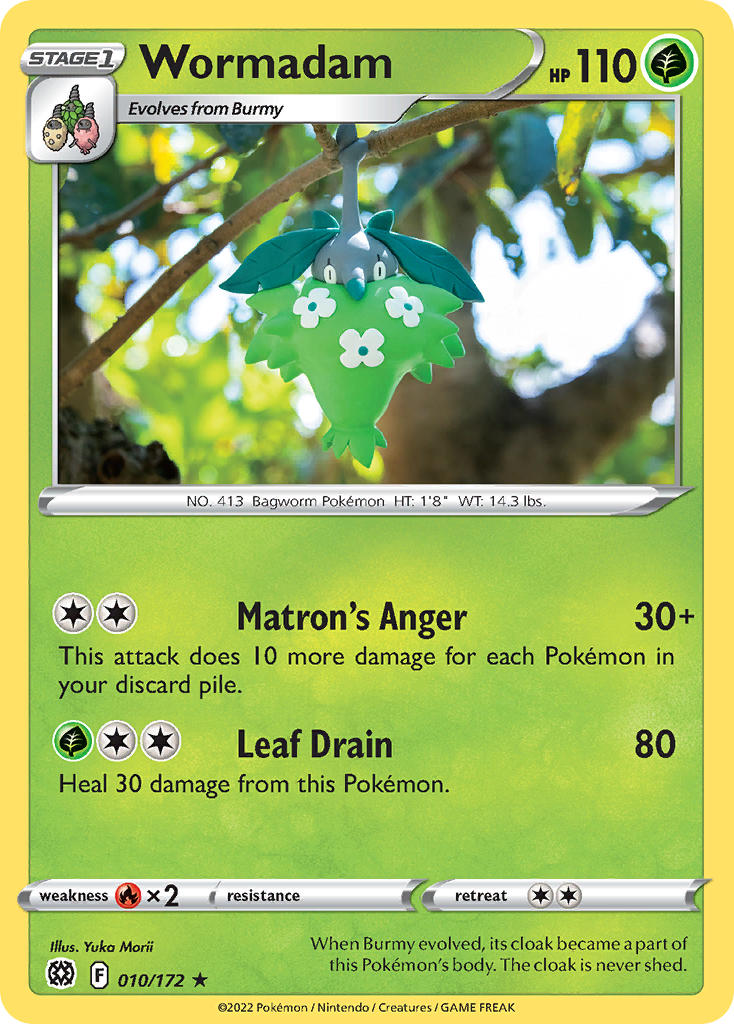 STAGE1
Wormadam
HP 110
Evolves from Burmy
NO. 413 Bagworm Pokémon HT: 1'8" WT: 14.3 lbs.
Matron's Anger 30+
This attack does 10 more damage for each Pokémon in
your discard pile.
Leaf Drain 80
Heal 30 damage from this Pokémon.
weakness ×2 resistance retreat
Illus. Yuka Morii
When Burmy evolved, its cloak became a part of
this Pokémon's body. The cloak is never shed.
F 010/172 ★
©2022 Pokémon / Nintendo / Creatures / GAME FREAK